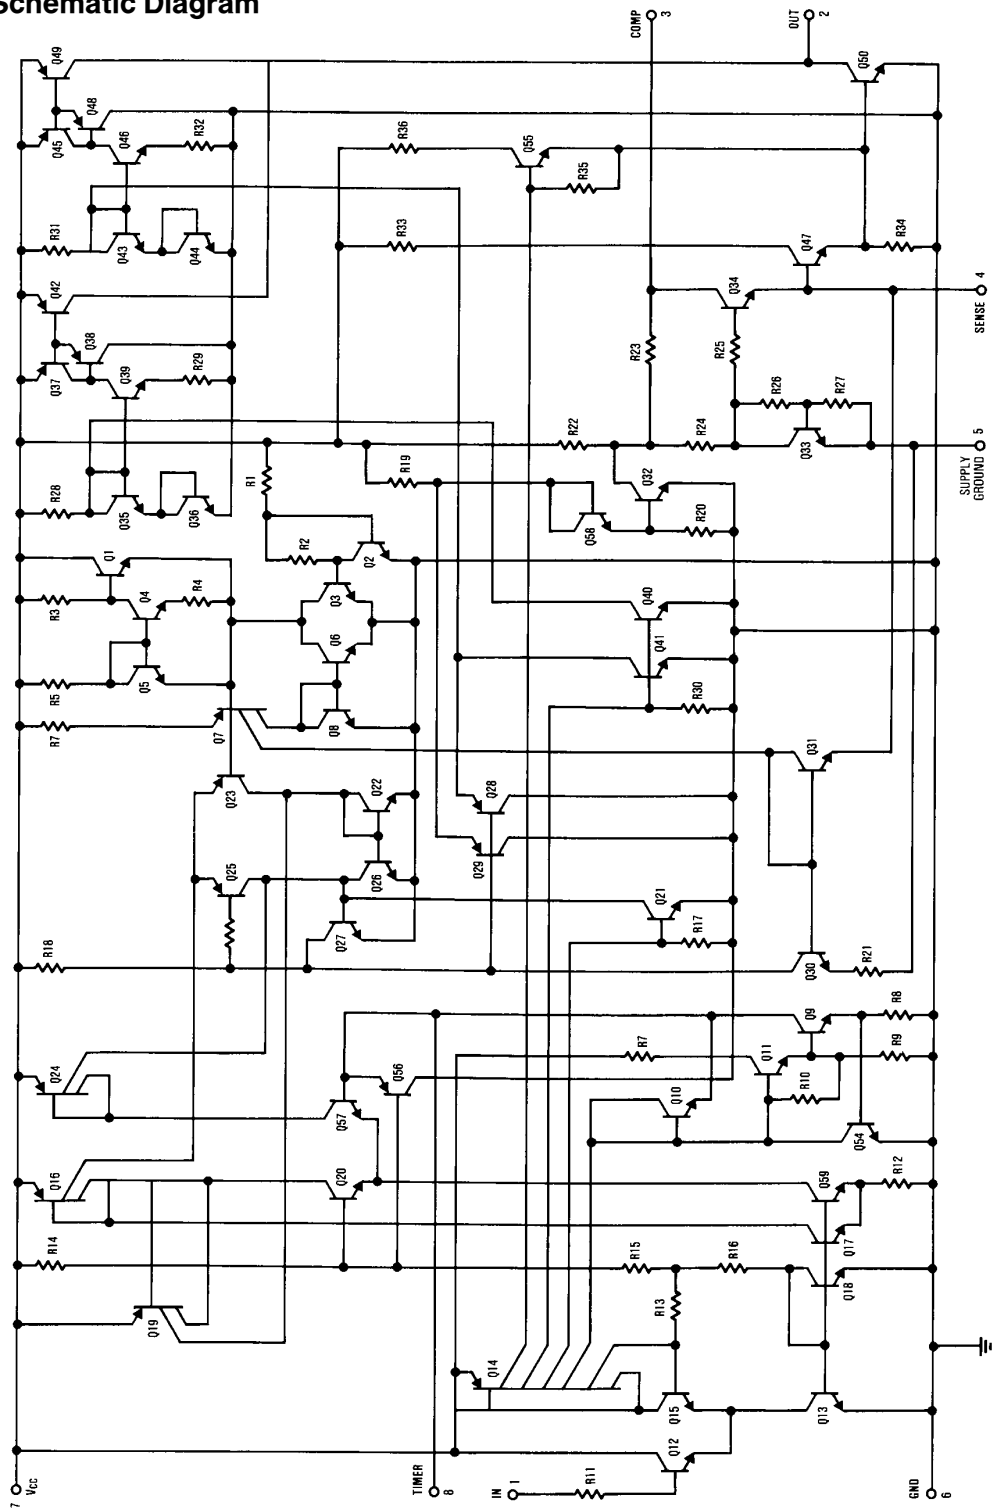 Schematic Diagram
COMP
3
OUT
2
Q49
Q48
Q45
Q46
R32
Q50
R36
Q55
R35
R31
Q43
Q44
R33
Q47
R34
Q42
Q38
Q37
Q39
R29
Q34
SENSE 4
R23
R25
R26
R27
R28
Q35
Q36
R1
R19
R22
R24
Q33
5
SUPPLY
GROUND
Q32
Q58
R20
Q1
R2
Q2
R3
Q4
R4
Q3
Q40
Q6
Q41
R5
Q5
R30
R7
Q7
Q8
Q31
Q23
Q22
Q28
Q25
Q26
Q29
Q21
R18
Q27
R17
Q30
R21
Q9
R8
Q24
R7
Q11
R9
Q56
Q10
R10
Q57
Q54
Q16
Q20
Q59
R12
R14
Q17
R15
R16
Q18
R13
Q19
Q14
Q15
Q13
Q12
R11
7
VCC
TIMER
8
IN
1
GND
6